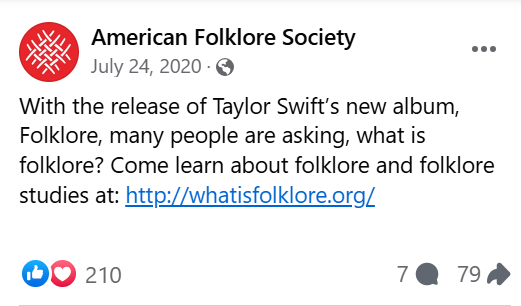 American Folklore Society
July 24, 2020 ·
With the release of Taylor Swift’s new album,
Folklore, many people are asking, what is
folklore? Come learn about folklore and folklore
studies at: http://whatisfolklore.org/
210
7
79